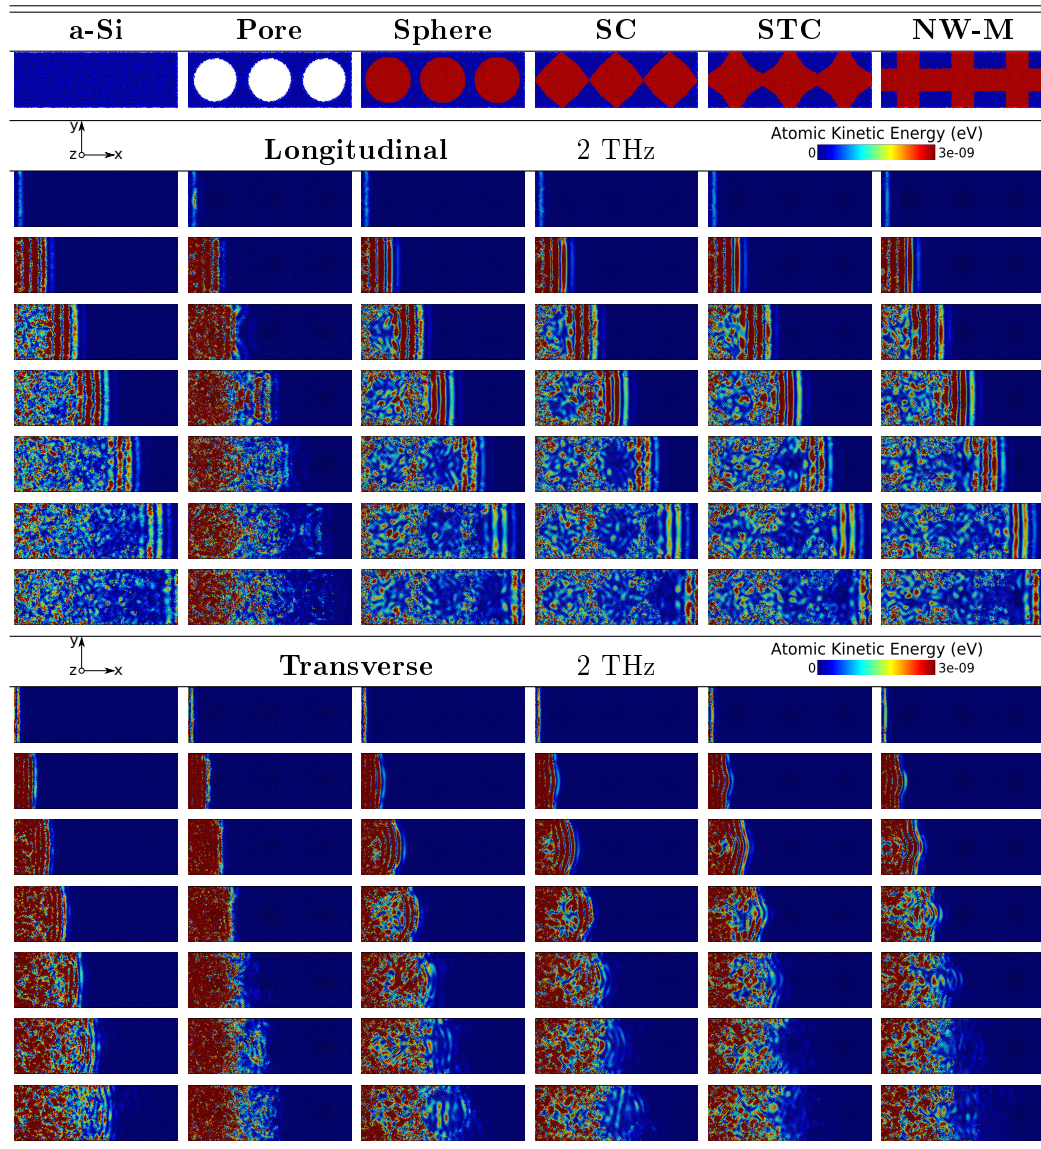 a-Si Pore Sphere SC STC NW-M
y
z x
Longitudinal 2 THz
Atomic Kinetic Energy (eV)
0 3e-09
y
z x
Transverse 2 THz
Atomic Kinetic Energy (eV)
0 3e-09